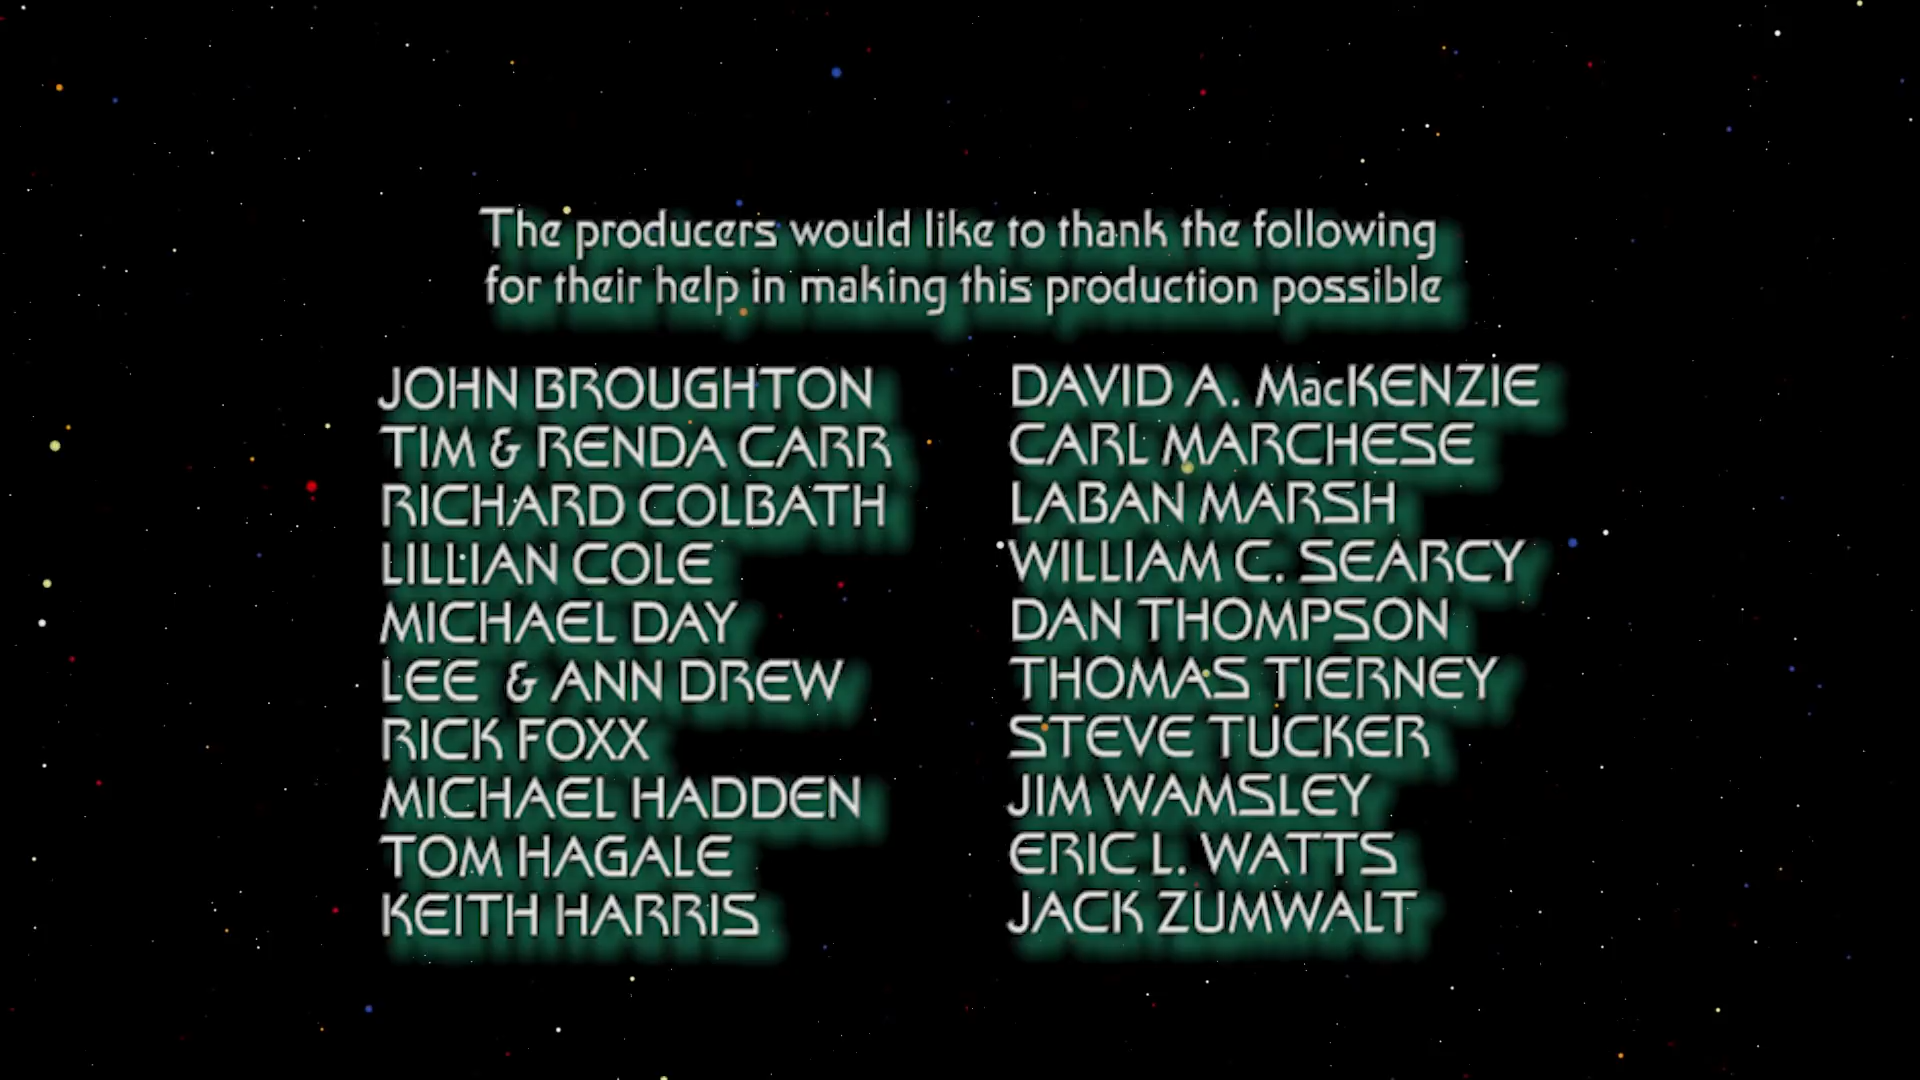 The producers would like to thank the following
for their help in making this production possible
JOHN BROUGHTON
TIM & RENDA CARR
RICHARD COLBATH
LILLIAN COLE
MICHAEL DAY
LEE & ANN DREW
RICK FOXX
MICHAEL HADDEN
TOM HAGALE
KEITH HARRIS
DAVID A. MacKENZIE
CARL MARCHESE
LABAN MARSH
WILLIAM C. SEARCY
DAN THOMPSON
THOMAS TIERNEY
STEVE TUCKER
JIM WAMSLEY
ERIC L. WATTS
JACK ZUMWALT